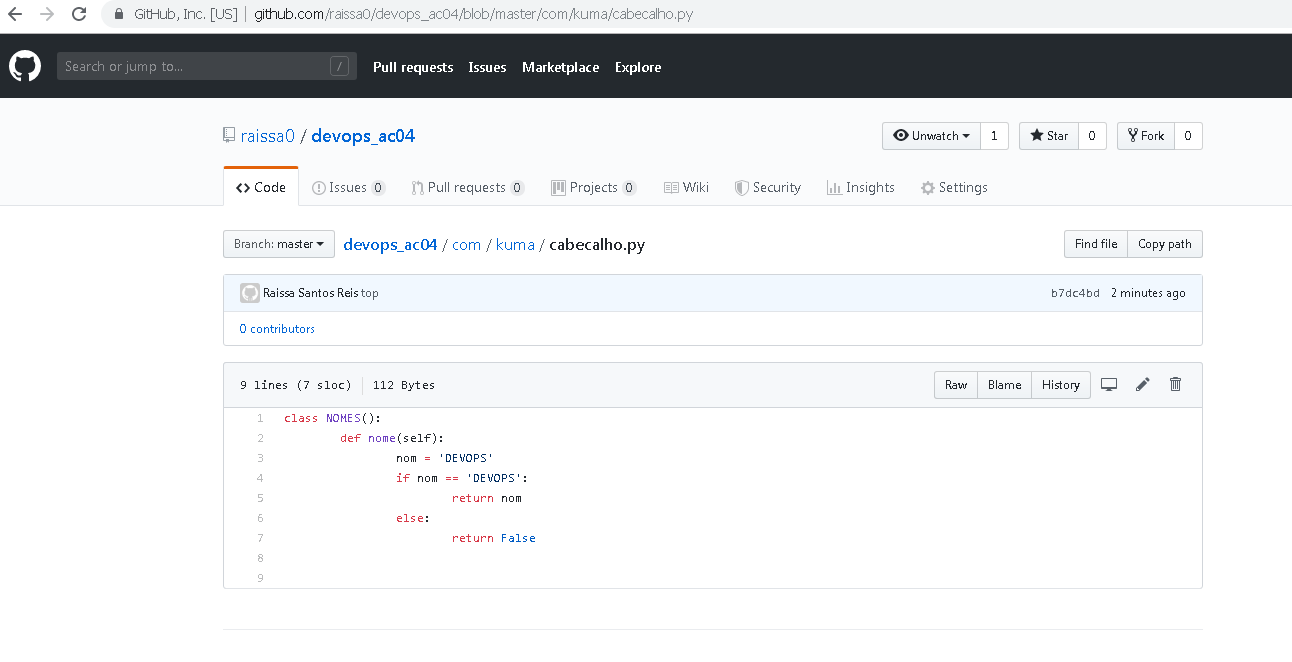 GitHub, Inc. [US] | github.com/raissa0/devops_ac04/blob/master/com/kuma/cabecalho.py
Search or jump to... / Pull requests Issues Marketplace Explore
raissa0 / devops_ac04 Unwatch 1 Star 0 Fork 0
Code Issues 0 Pull requests 0 Projects 0 Wiki Security Insights Settings
Branch: master devops_ac04 / com / kuma / cabecalho.py Find file Copy path
Raissa Santos Reis top b7dc4bd 2 minutes ago
0 contributors
9 lines (7 sloc) 112 Bytes Raw Blame History
1 class NOMES():
2 def nome(self):
3 nom = 'DEVOPS'
4 if nom == 'DEVOPS':
5 return nom
6 else:
7 return False
8
9